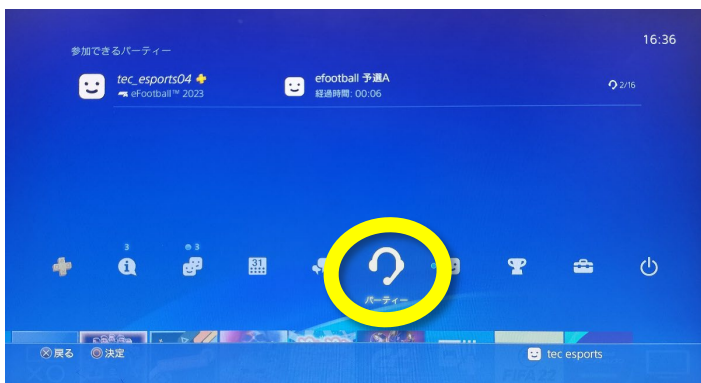 16:36
参加できるパーティー
tec_esports04
eFootball™ 2023
efootball 予選A
経過時間: 00:06
2/16
3
3
31
パーティー
戻る
決定
tec esports